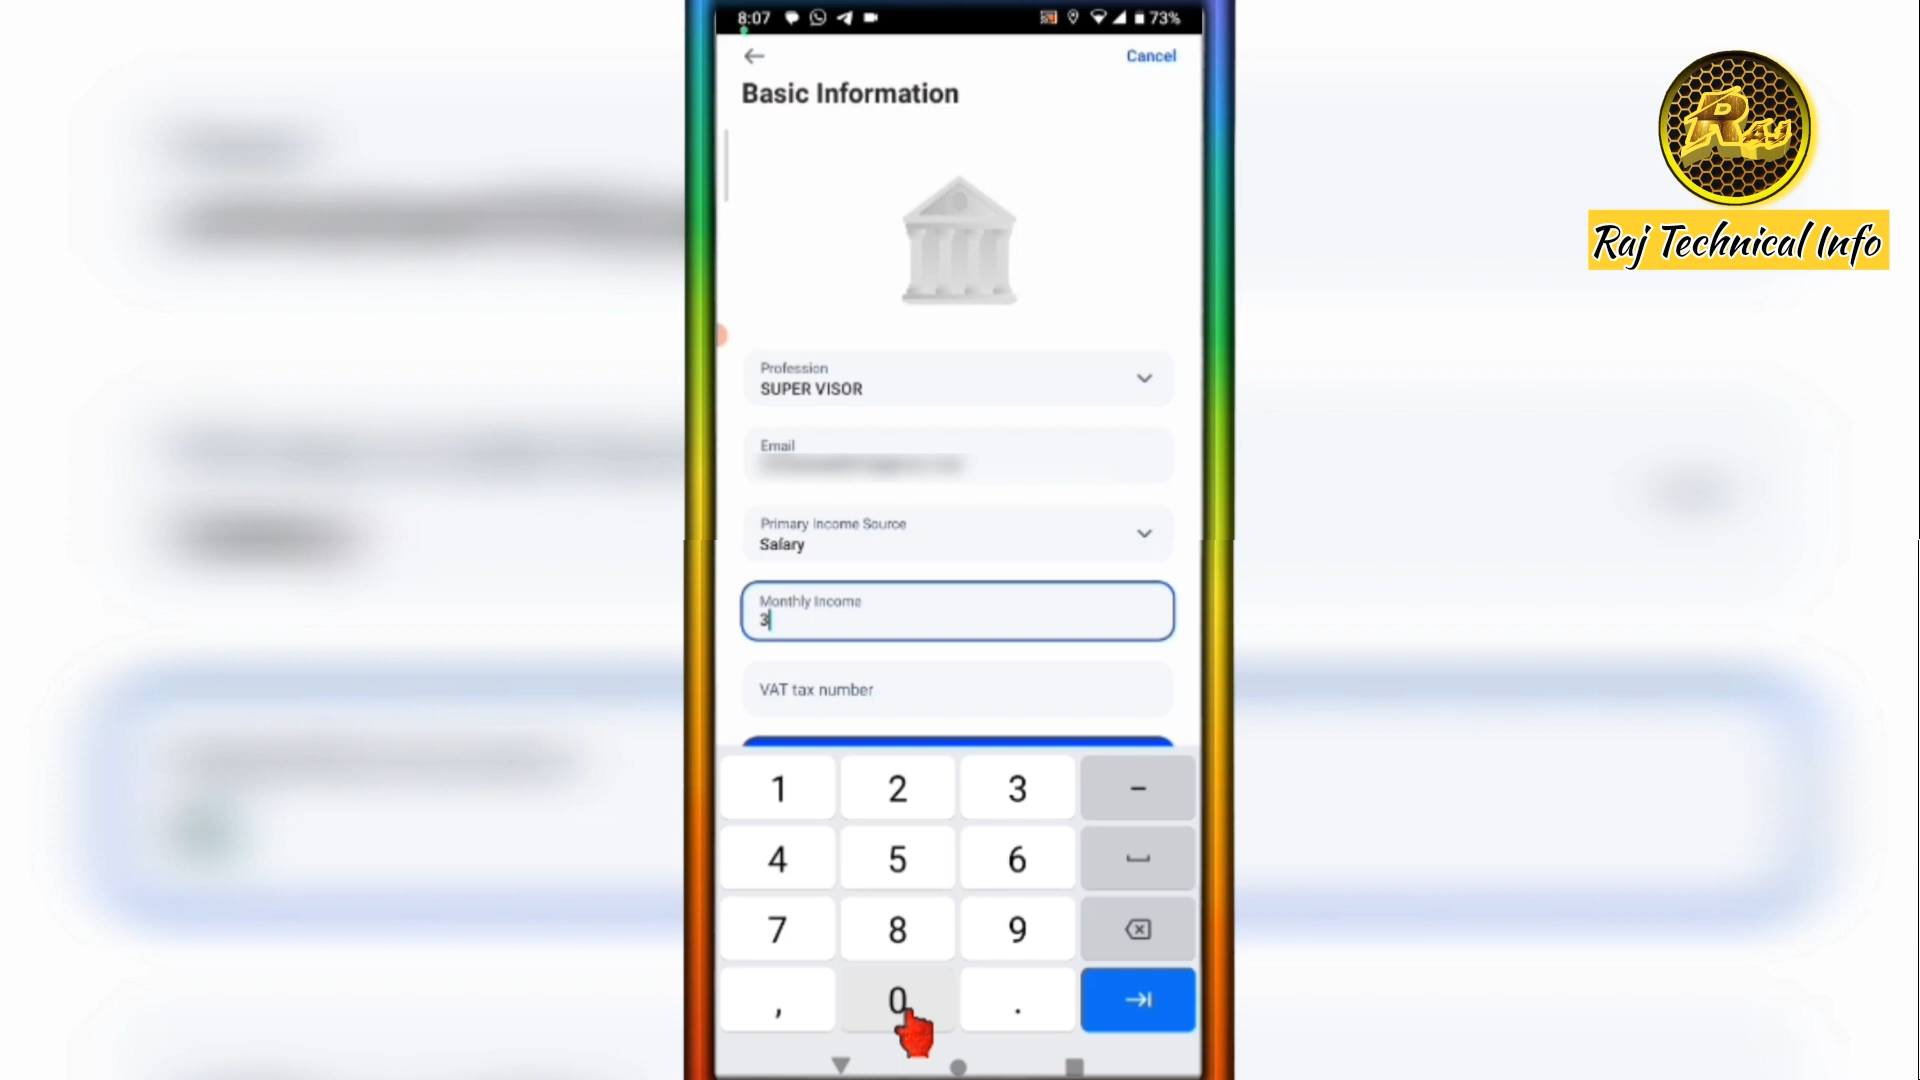 8:07
73%
Cancel
Basic Information
Profession
SUPER VISOR
Email
Primary Income Source
Salary
Monthly Income
3
VAT tax number
1 2 3 -
4 5 6
7 8 9
, 0 .
Raj
Raj Technical Info